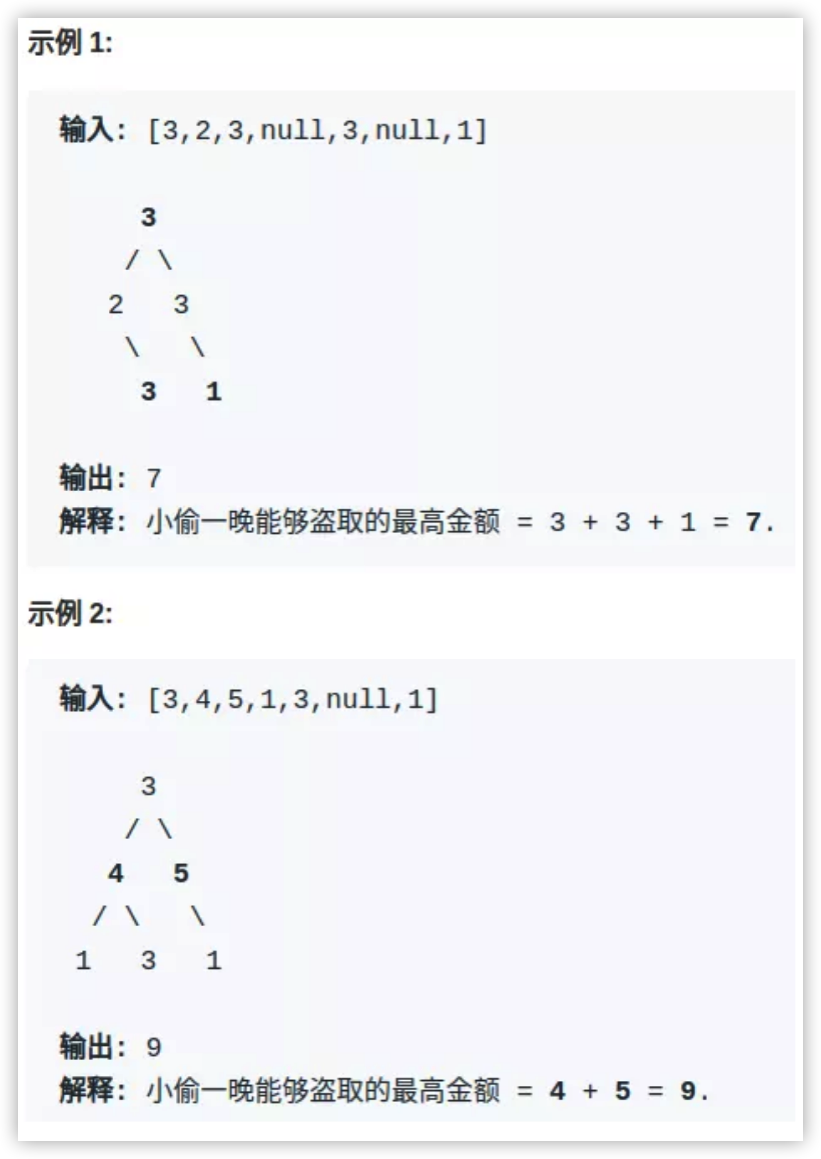 示例 1:
输入: [3,2,3,null,3,null,1]
3
/ \
2   3
\   \
3   1
输出: 7
解释: 小偷一晚能够盗取的最高金额 = 3 + 3 + 1 = 7.
示例 2:
输入: [3,4,5,1,3,null,1]
3
/ \
4   5
/ \   \
1   3   1
输出: 9
解释: 小偷一晚能够盗取的最高金额 = 4 + 5 = 9.